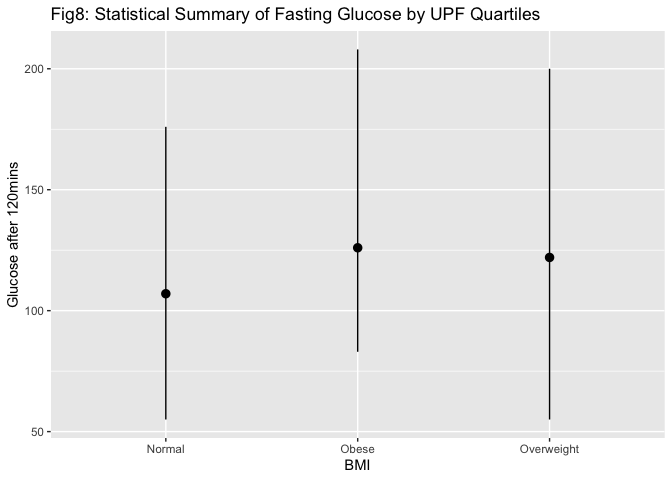 Fig8: Statistical Summary of Fasting Glucose by UPF Quartiles
Glucose after 120mins
200
150
100
50
Normal
Obese
Overweight
BMI